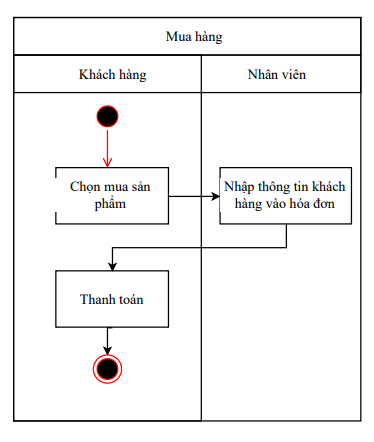 Mua hàng
Khách hàng
Nhân viên
Chọn mua sản
phẩm
Nhập thông tin khách
hàng vào hóa đơn
Thanh toán